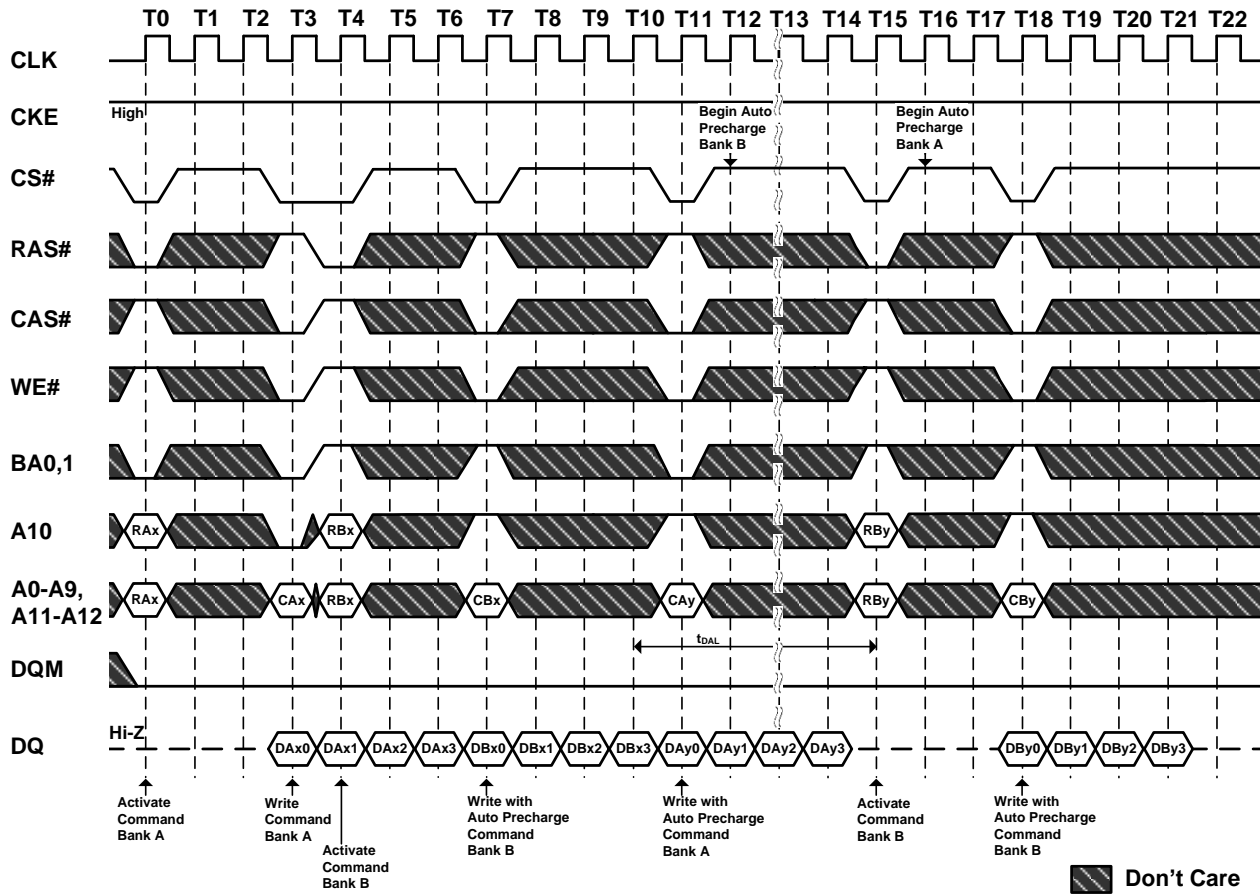 T0 T1 T2 T3 T4 T5 T6 T7 T8 T9 T10 T11 T12 T13 T14 T15 T16 T17 T18 T19 T20 T21 T22
CLK
CKE
High
Begin Auto
Precharge
Bank B
Begin Auto
Precharge
Bank A
CS#
RAS#
CAS#
WE#
BA0,1
A10
RAx RBx RBy
A0-A9,
A11-A12
RAx CAx RBx CBx CAy RBy CBy
tDAL
DQM
DQ
Hi-Z
DAx0 DAx1 DAx2 DAx3 DBx0 DBx1 DBx2 DBx3 DAy0 DAy1 DAy2 DAy3 DBy0 DBy1 DBy2 DBy3
Activate
Command
Bank A
Write
Command
Bank A
Activate
Command
Bank B
Write with
Auto Precharge
Command
Bank B
Write with
Auto Precharge
Command
Bank A
Activate
Command
Bank B
Write with
Auto Precharge
Command
Bank B
Don't Care